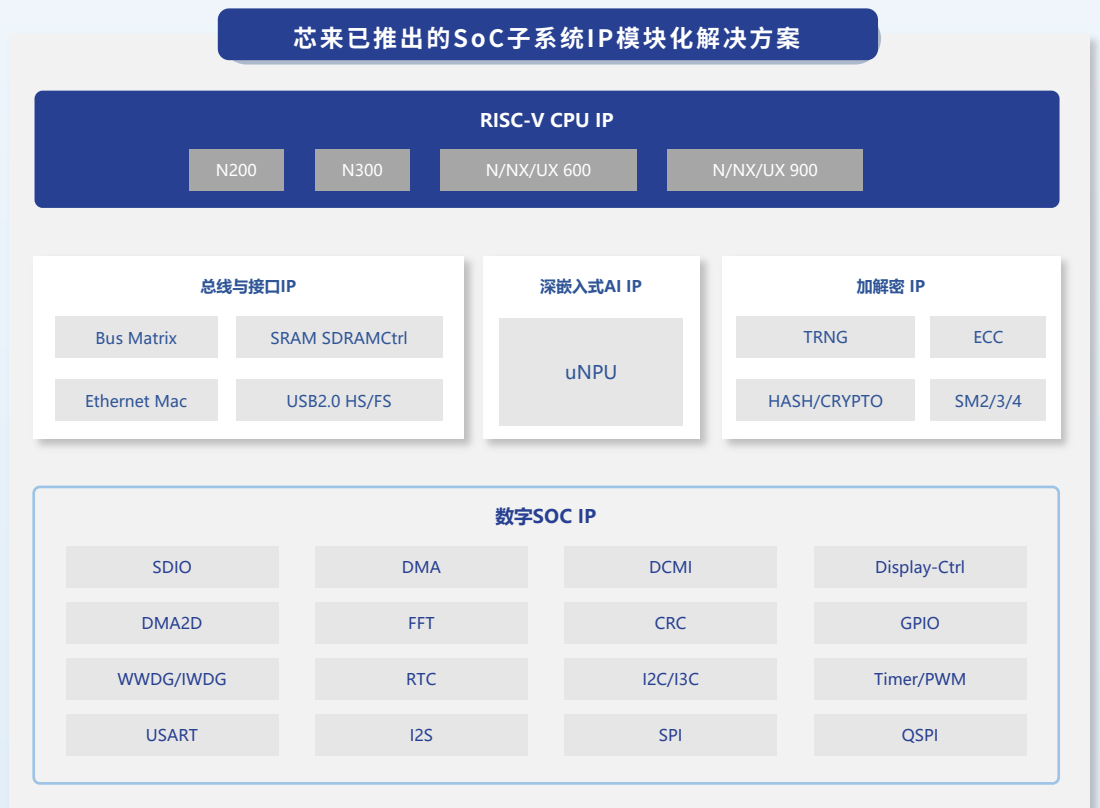 芯来已推出的SoC子系统IP模块化解决方案
RISC-V CPU IP
N200
N300
N/NX/UX 600
N/NX/UX 900
总线与接口IP
Bus Matrix
SRAM SDRAMCtrl
Ethernet Mac
USB2.0 HS/FS
深嵌入式AI IP
uNPU
加解密 IP
TRNG
ECC
HASH/CRYPTO
SM2/3/4
数字SOC IP
SDIO
DMA
DCMI
Display-Ctrl
DMA2D
FFT
CRC
GPIO
WWDG/IWDG
RTC
I2C/I3C
Timer/PWM
USART
I2S
SPI
QSPI